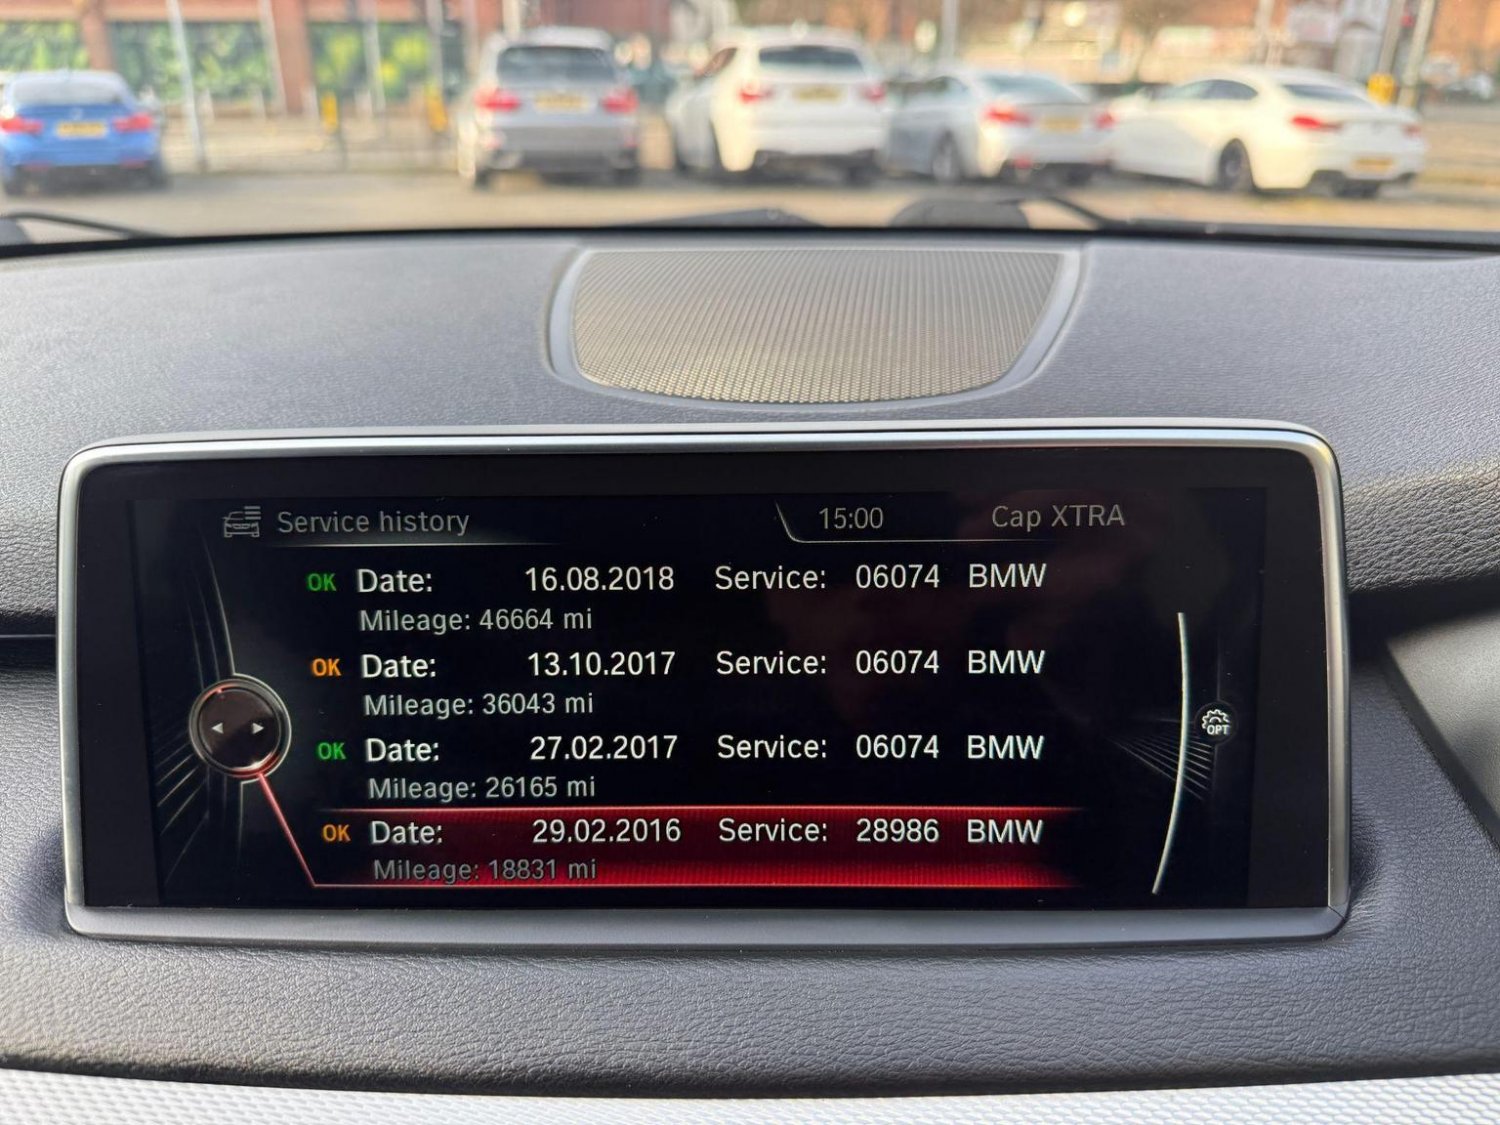 Service history 15:00 Cap XTRA
OK Date: 16.08.2018 Service: 06074 BMW
Mileage: 46664 mi
OK Date: 13.10.2017 Service: 06074 BMW
Mileage: 36043 mi
OK Date: 27.02.2017 Service: 06074 BMW
Mileage: 26165 mi
OPT
OK Date: 29.02.2016 Service: 28986 BMW
Mileage: 18831 mi